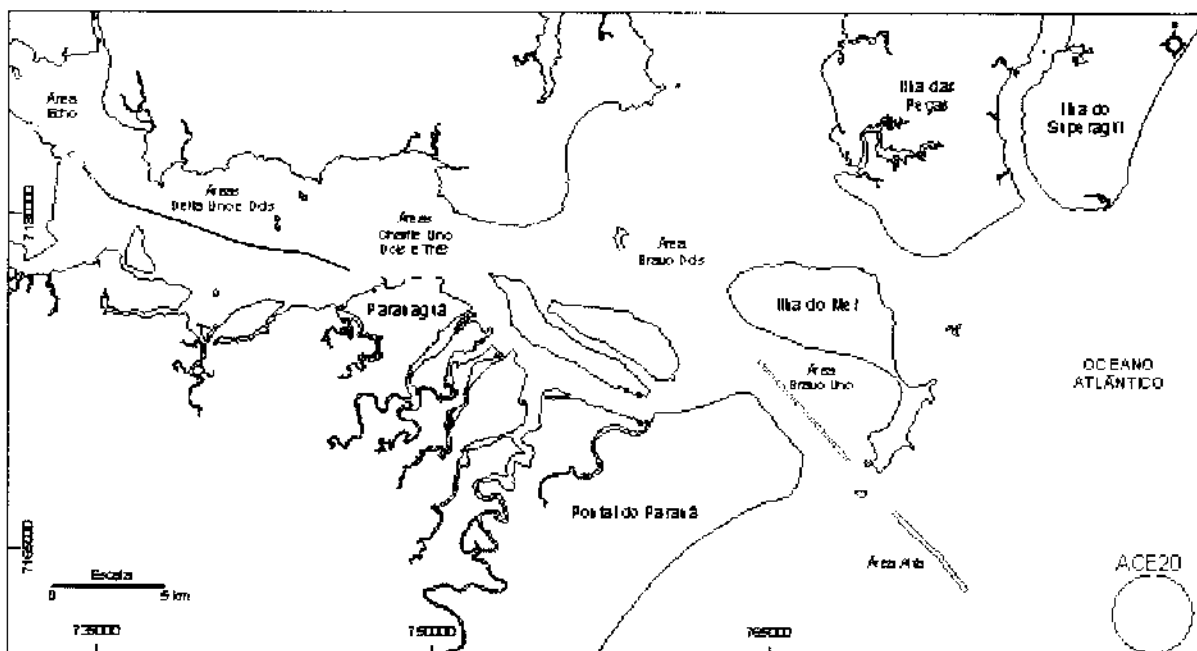 Área
Echo
Áreas
Delta Uno e Dois
Áreas
Charlie Uno
Dois e Três
Área
Bravo Dois
Ilha das
Peças
Ilha do
Superagüi
Paranaguá
Ilha do Mel
Área
Bravo Uno
OCEANO
ATLÂNTICO
Pontal do Paraná
Área Alfa
ACE20
Escala
0 5 km
735000 750000 765000